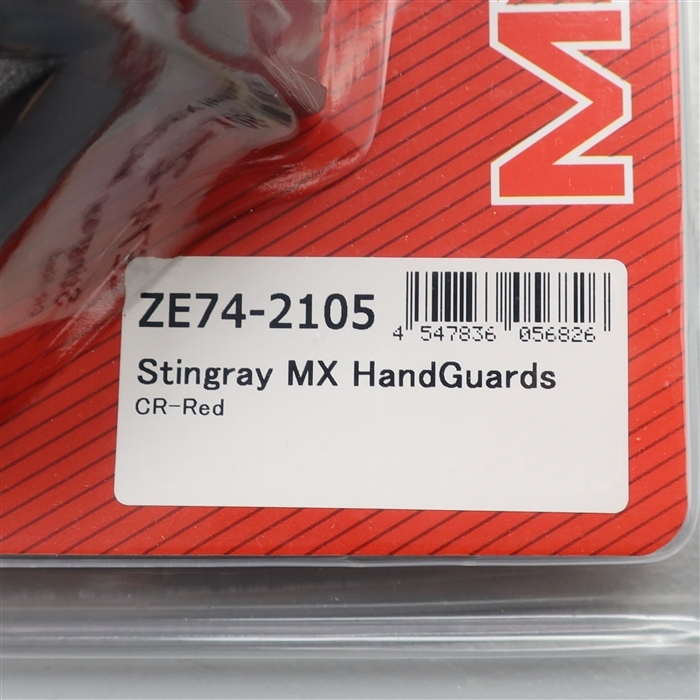 M
ZE74-2105
4 547836 056826
Stingray MX HandGuards
CR-Red